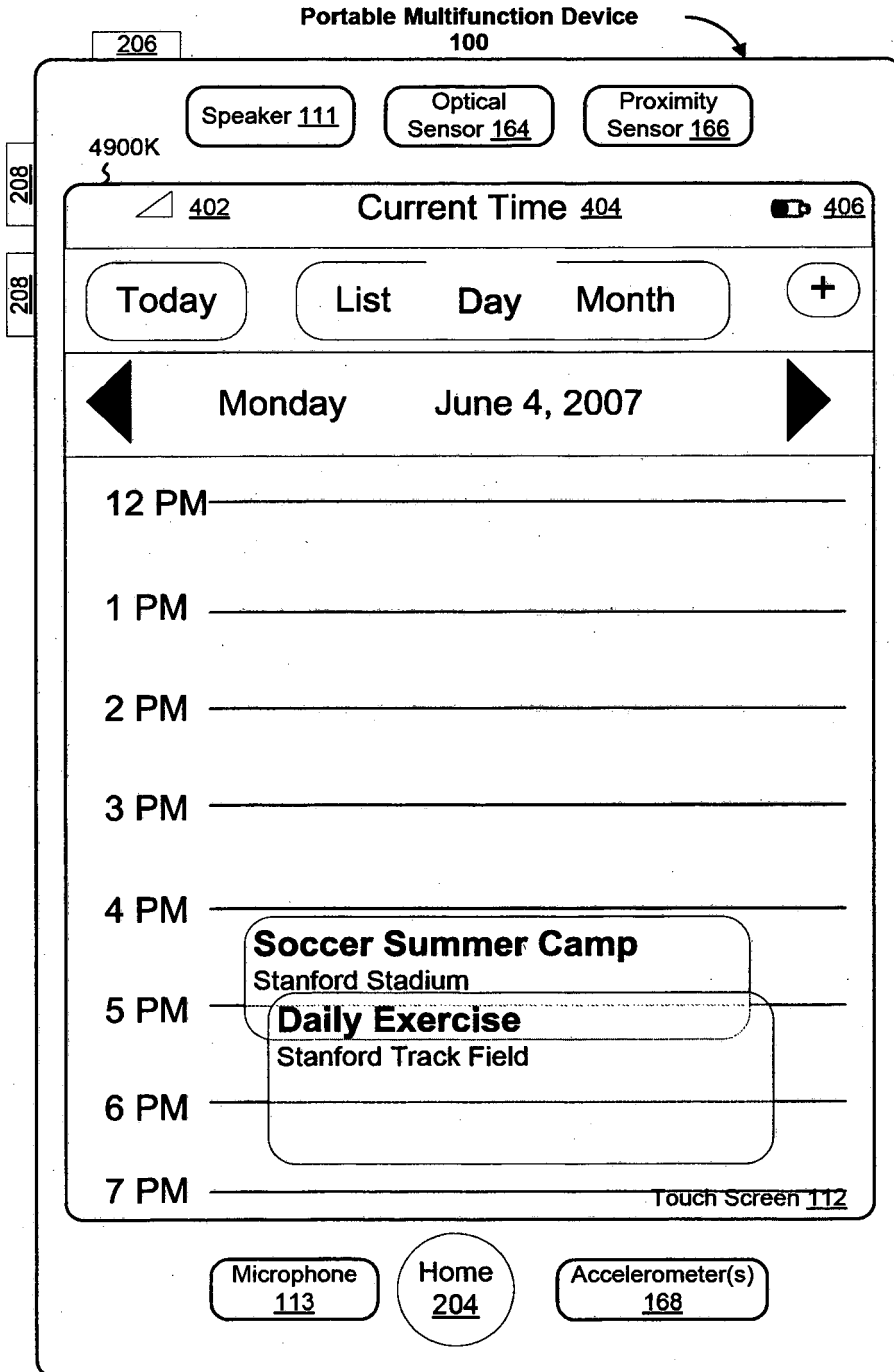 Portable Multifunction Device
100
206
Speaker 111
Optical
Sensor 164
Proximity
Sensor 166
4900K
208
208
402
Current Time 404
406
Today
List
Day
Month
+
Monday
June 4, 2007
12 PM
1 PM
2 PM
3 PM
4 PM
Soccer Summer Camp
Stanford Stadium
5 PM
Daily Exercise
Stanford Track Field
6 PM
7 PM
Touch Screen 112
Microphone
113
Home
204
Accelerometer(s)
168